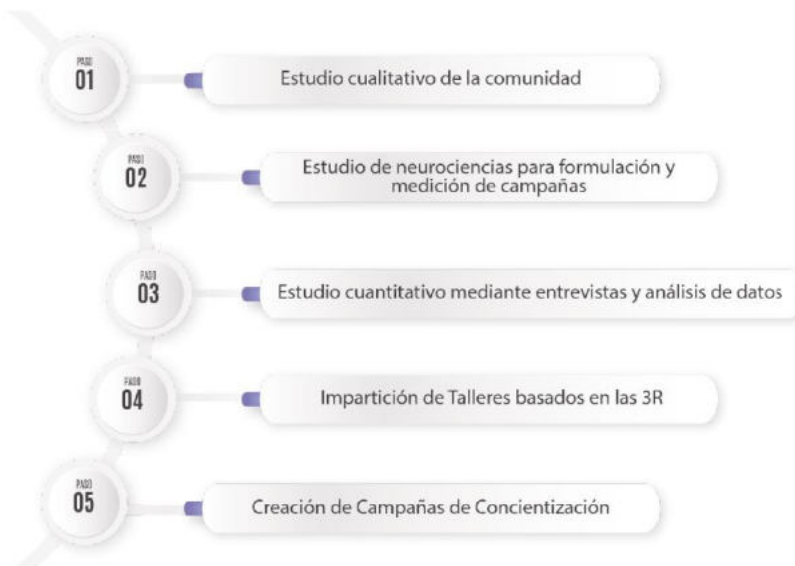 PASO
01
Estudio cualitativo de la comunidad
PASO
02
Estudio de neurociencias para formulación y
medición de campañas
PASO
03
Estudio cuantitativo mediante entrevistas y análisis de datos
PASO
04
Impartición de Talleres basados en las 3R
PASO
05
Creación de Campañas de Concientización